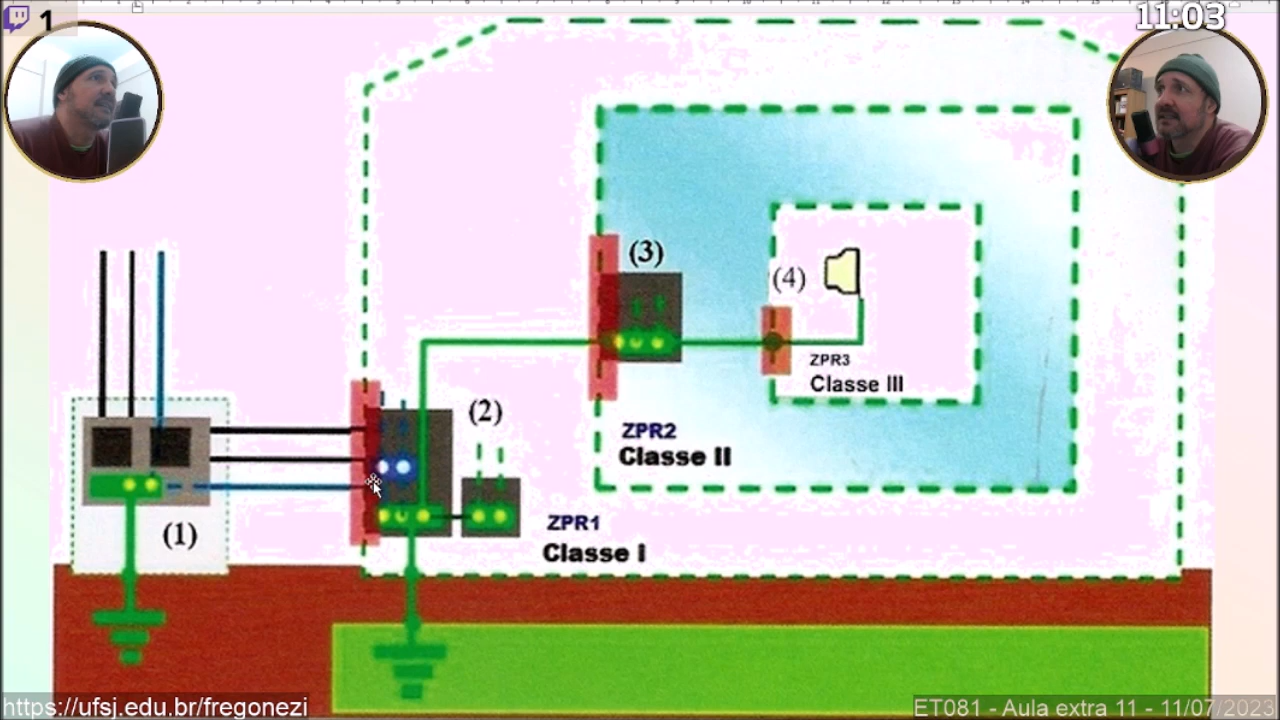 1
11:03
(3)
(4)
ZPR3
Classe III
(2)
ZPR2
Classe II
(1)
ZPR1
Classe I
https://ufsj.edu.br/fregonezi
ET081 - Aula extra 11 - 11/07/2023